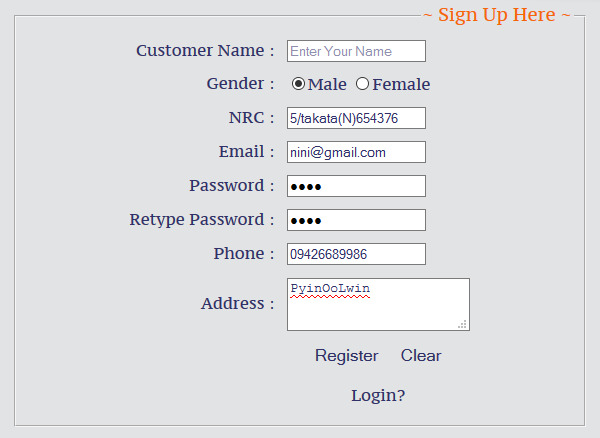 ~ Sign Up Here ~
Customer Name : Enter Your Name
Gender : Male Female
NRC : 5/takata(N)654376
Email : nini@gmail.com
Password : ●●●●
Retype Password : ●●●●
Phone : 09426689986
Address : PyinOoLwin
Register Clear
Login?